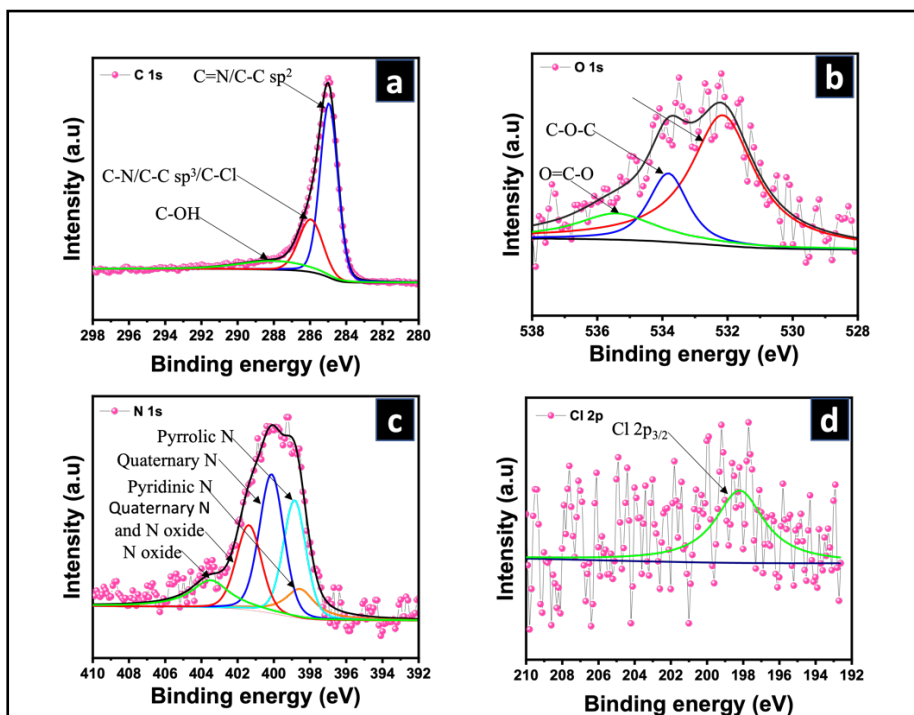 C 1s
a
C=N/C-C sp²
C-N/C-C sp³/C-Cl
C-OH
Intensity (a.u)
298 296 294 292 290 288 286 284 282 280
Binding energy (eV)
O 1s
b
C-O-C
O=C-O
Intensity (a.u)
538 536 534 532 530 528
Binding energy (eV)
N 1s
c
Pyrrolic N
Quaternary N
Pyridinic N
Quaternary N
and N oxide
N oxide
Intensity (a.u)
410 408 406 404 402 400 398 396 394 392
Binding energy (eV)
Cl 2p
d
Cl 2p₃/₂
Intensity (a.u)
210 208 206 204 202 200 198 196 194 192
Binding energy (eV)